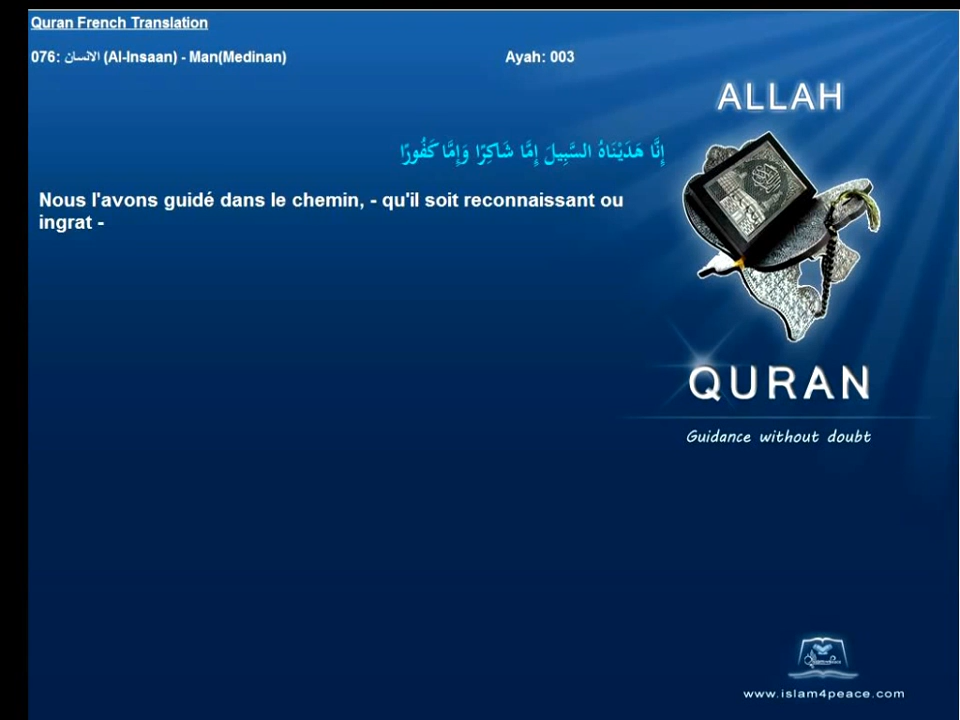 Quran French Translation
076: الانسان (Al-Insaan) - Man(Medinan) Ayah: 003
ALLAH
إِنَّا هَدَيْنَاهُ السَّبِيلَ إِمَّا شَاكِرًا وَإِمَّا كَفُورًا
Nous l'avons guidé dans le chemin, - qu'il soit reconnaissant ou
ingrat -
QURAN
Guidance without doubt
www.islam4peace.com